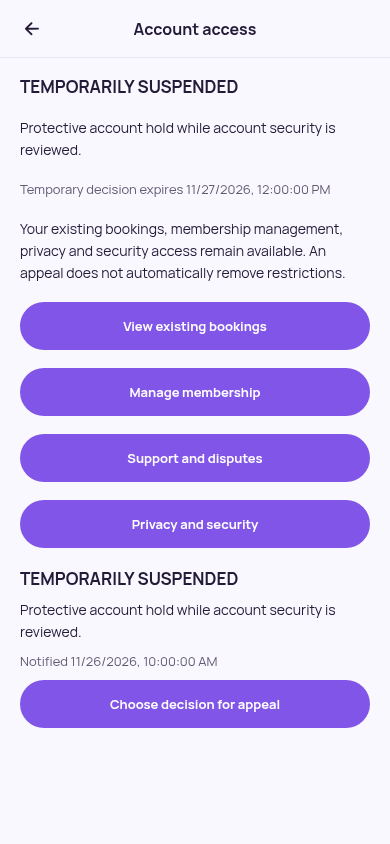 Account access
TEMPORARILY SUSPENDED
Protective account hold while account security is
reviewed.
Temporary decision expires 11/27/2026, 12:00:00 PM
Your existing bookings, membership management,
privacy and security access remain available. An
appeal does not automatically remove restrictions.
View existing bookings
Manage membership
Support and disputes
Privacy and security
TEMPORARILY SUSPENDED
Protective account hold while account security is
reviewed.
Notified 11/26/2026, 10:00:00 AM
Choose decision for appeal